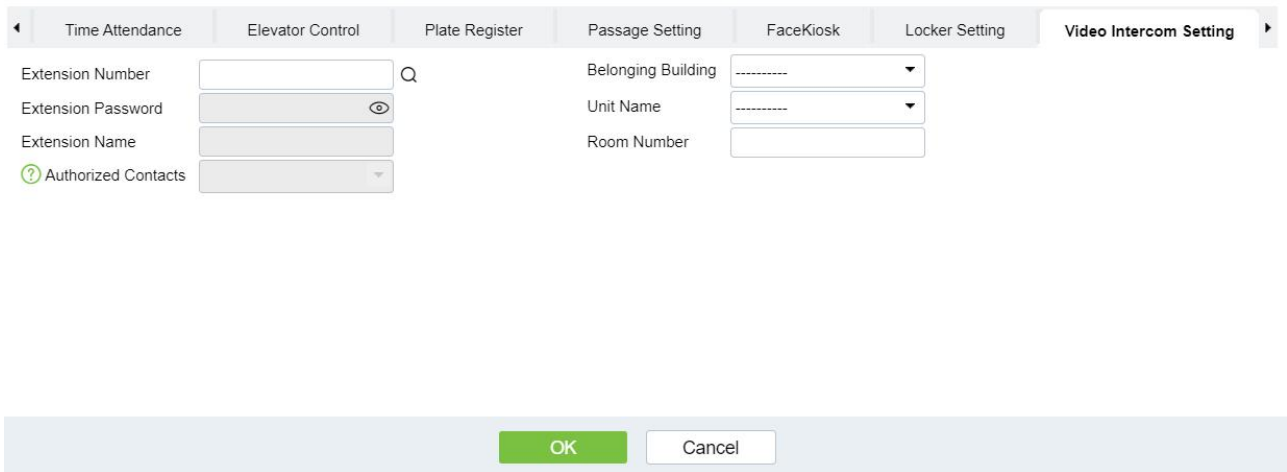 Time Attendance Elevator Control Plate Register Passage Setting FaceKiosk Locker Setting Video Intercom Setting
Extension Number Belonging Building ----------
Extension Password Unit Name ----------
Extension Name Room Number
? Authorized Contacts
OK Cancel